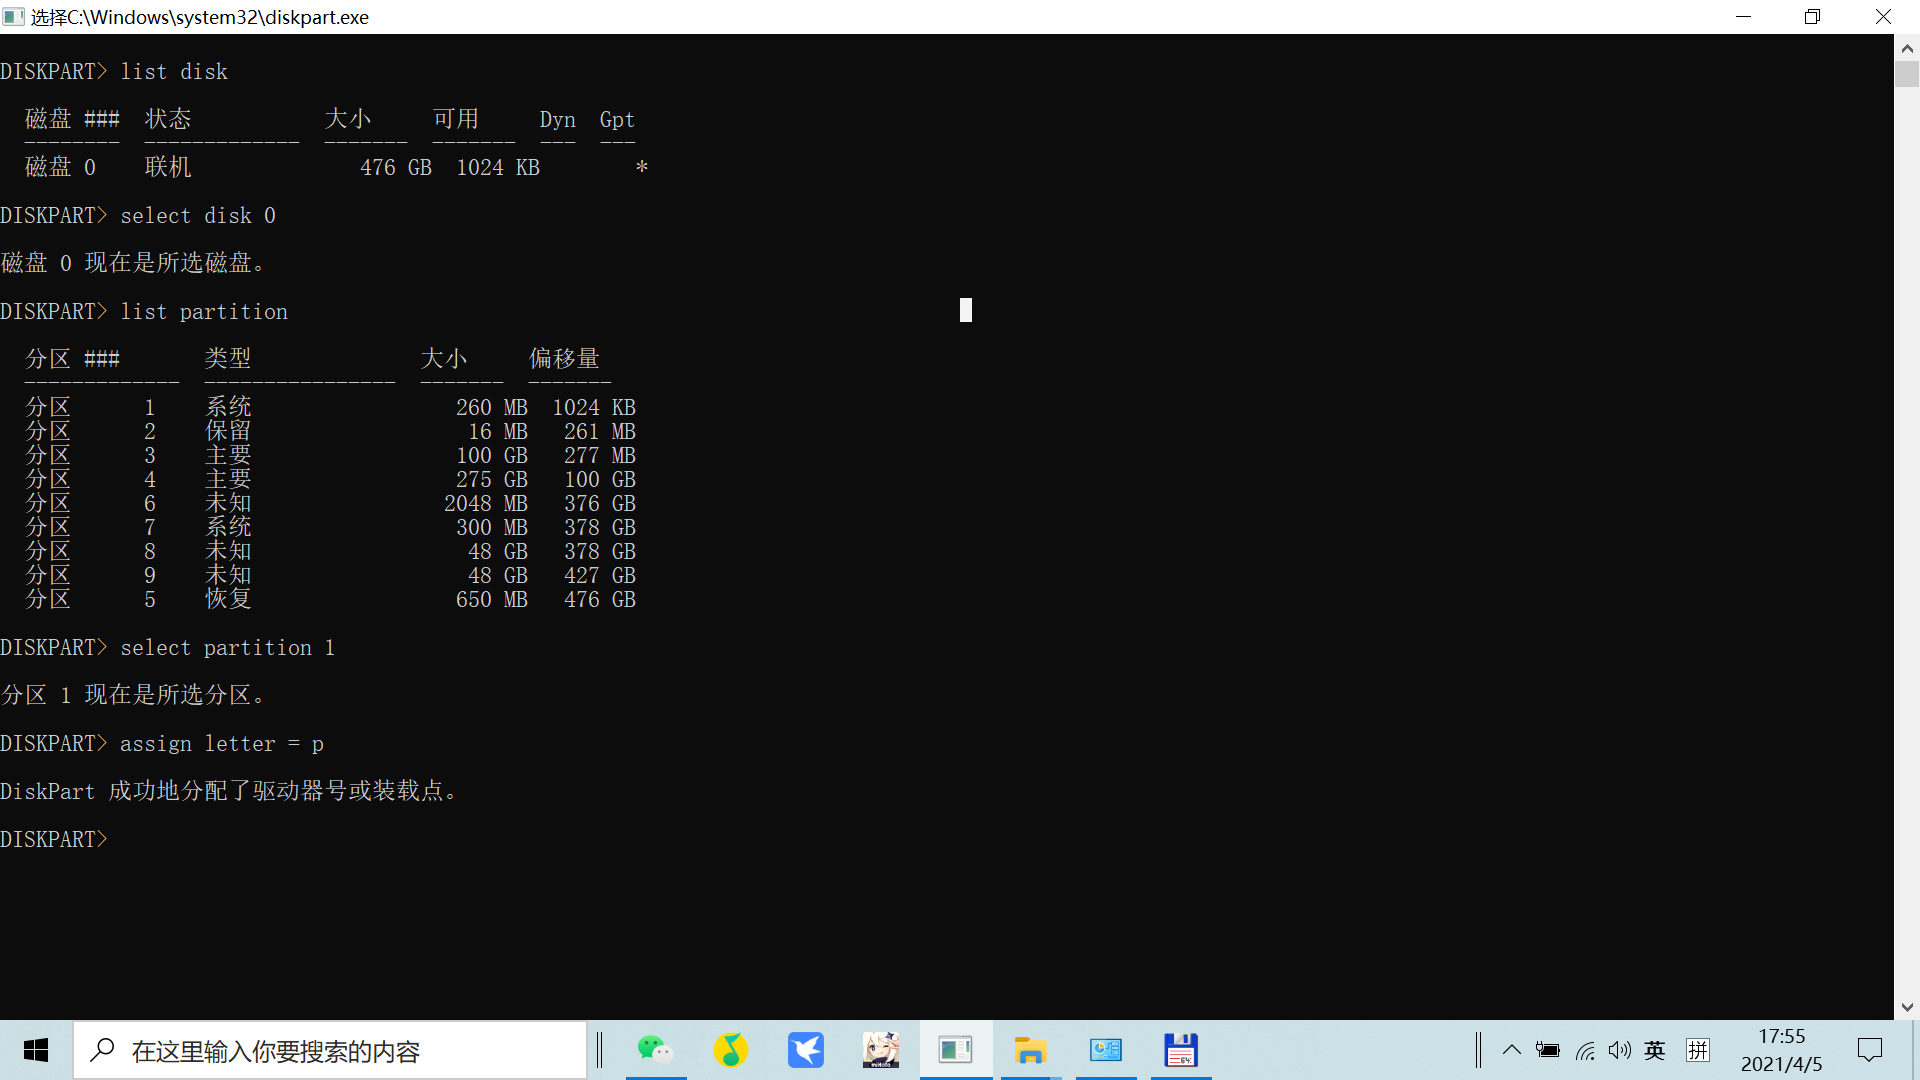 选择C:\Windows\system32\diskpart.exe
DISKPART> list disk
磁盘 ###  状态           大小     可用     Dyn  Gpt
--------  -------------  -------  -------  ---  ---
磁盘 0    联机              476 GB  1024 KB        *
DISKPART> select disk 0
磁盘 0 现在是所选磁盘。
DISKPART> list partition
分区 ###       类型              大小     偏移量
-------------  ----------------  -------  -------
分区      1    系统                 260 MB  1024 KB
分区      2    保留                  16 MB   261 MB
分区      3    主要                 100 GB   277 MB
分区      4    主要                 275 GB   100 GB
分区      6    未知                2048 MB   376 GB
分区      7    系统                 300 MB   378 GB
分区      8    未知                  48 GB   378 GB
分区      9    未知                  48 GB   427 GB
分区      5    恢复                 650 MB   476 GB
DISKPART> select partition 1
分区 1 现在是所选分区。
DISKPART> assign letter = p
DiskPart 成功地分配了驱动器号或装载点。
DISKPART>
在这里输入你要搜索的内容
miHoYo
64
英
拼
17:55
2021/4/5